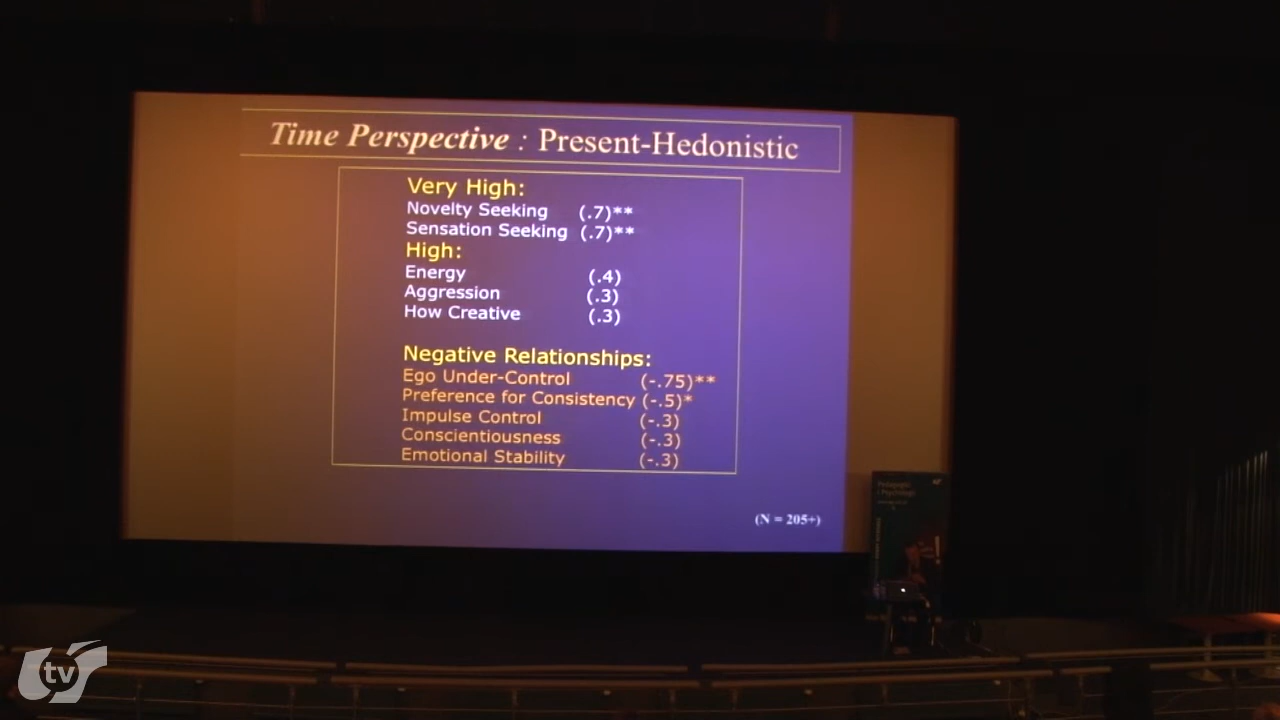 Time Perspective : Present-Hedonistic
Very High:
Novelty Seeking (.7)**
Sensation Seeking (.7)**
High:
Energy (.4)
Aggression (.3)
How Creative (.3)
Negative Relationships:
Ego Under-Control (-.75)**
Preference for Consistency (-.5)*
Impulse Control (-.3)
Conscientiousness (-.3)
Emotional Stability (-.3)
(N = 205+)
tv